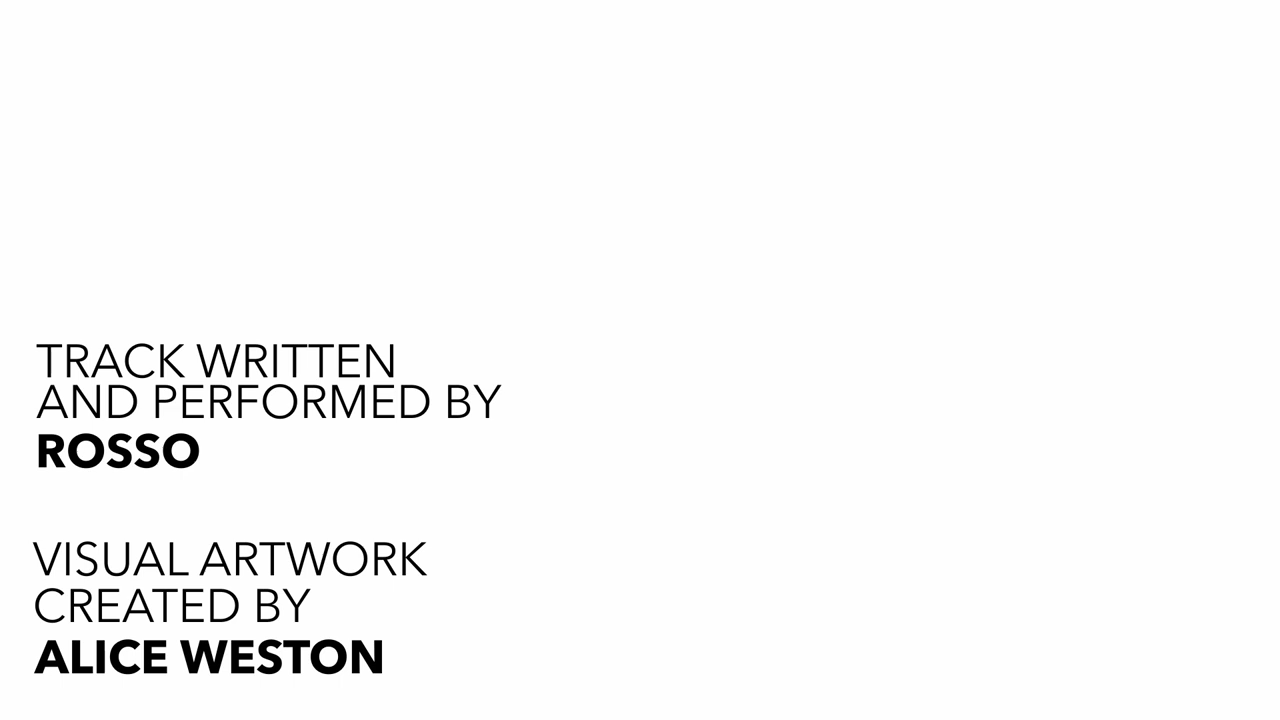 TRACK WRITTEN
AND PERFORMED BY
ROSSO
VISUAL ARTWORK
CREATED BY
ALICE WESTON